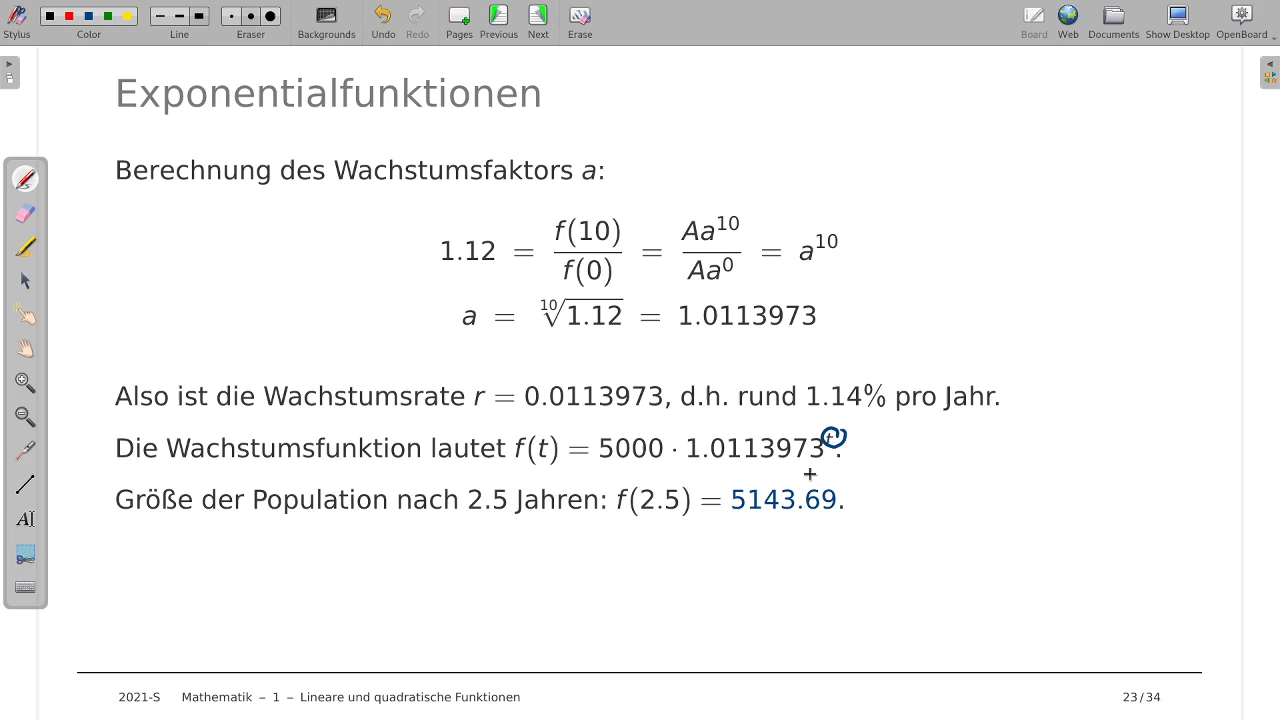 Stylus Color Line Eraser Backgrounds Undo Redo Pages Previous Next Erase Board Web Documents Show Desktop OpenBoard
Exponentialfunktionen
Berechnung des Wachstumsfaktors a:
1.12 = f(10)/f(0) = Aa^10/Aa^0 = a^10
a = ¹⁰√1.12 = 1.0113973
Also ist die Wachstumsrate r = 0.0113973, d.h. rund 1.14% pro Jahr.
Die Wachstumsfunktion lautet f(t) = 5000 · 1.0113973^t.
Größe der Population nach 2.5 Jahren: f(2.5) = 5143.69.
2021-S Mathematik – 1 – Lineare und quadratische Funktionen 23/34